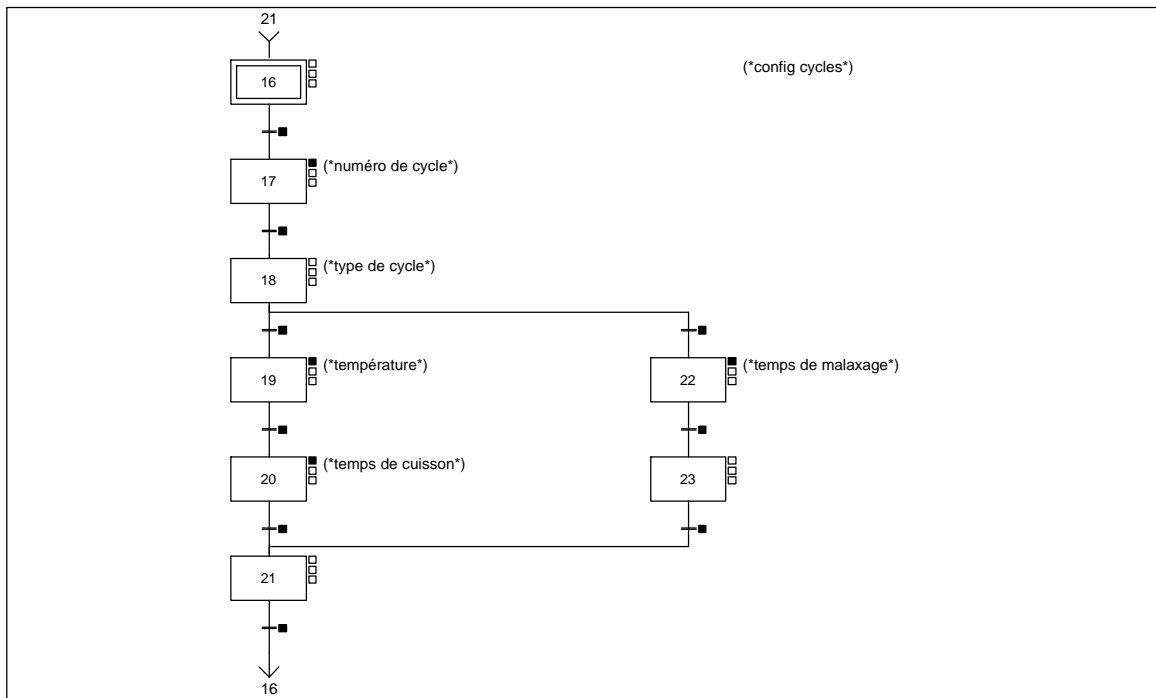 21
16
(*config cycles*)
17
(*numéro de cycle*)
18
(*type de cycle*)
19
(*température*)
22
(*temps de malaxage*)
20
(*temps de cuisson*)
23
21
16